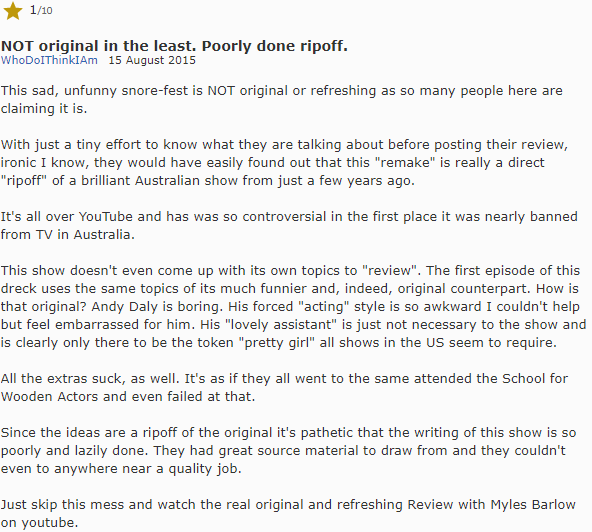 1/10
NOT original in the least. Poorly done ripoff.
WhoDoIThinkIAm 15 August 2015
This sad, unfunny snore-fest is NOT original or refreshing as so many people here are
claiming it is.
With just a tiny effort to know what they are talking about before posting their review,
ironic I know, they would have easily found out that this "remake" is really a direct
"ripoff" of a brilliant Australian show from just a few years ago.
It's all over YouTube and has was so controversial in the first place it was nearly banned
from TV in Australia.
This show doesn't even come up with its own topics to "review". The first episode of this
dreck uses the same topics of its much funnier and, indeed, original counterpart. How is
that original? Andy Daly is boring. His forced "acting" style is so awkward I couldn't help
but feel embarrassed for him. His "lovely assistant" is just not necessary to the show and
is clearly only there to be the token "pretty girl" all shows in the US seem to require.
All the extras suck, as well. It's as if they all went to the same attended the School for
Wooden Actors and even failed at that.
Since the ideas are a ripoff of the original it's pathetic that the writing of this show is so
poorly and lazily done. They had great source material to draw from and they couldn't
even to anywhere near a quality job.
Just skip this mess and watch the real original and refreshing Review with Myles Barlow
on youtube.